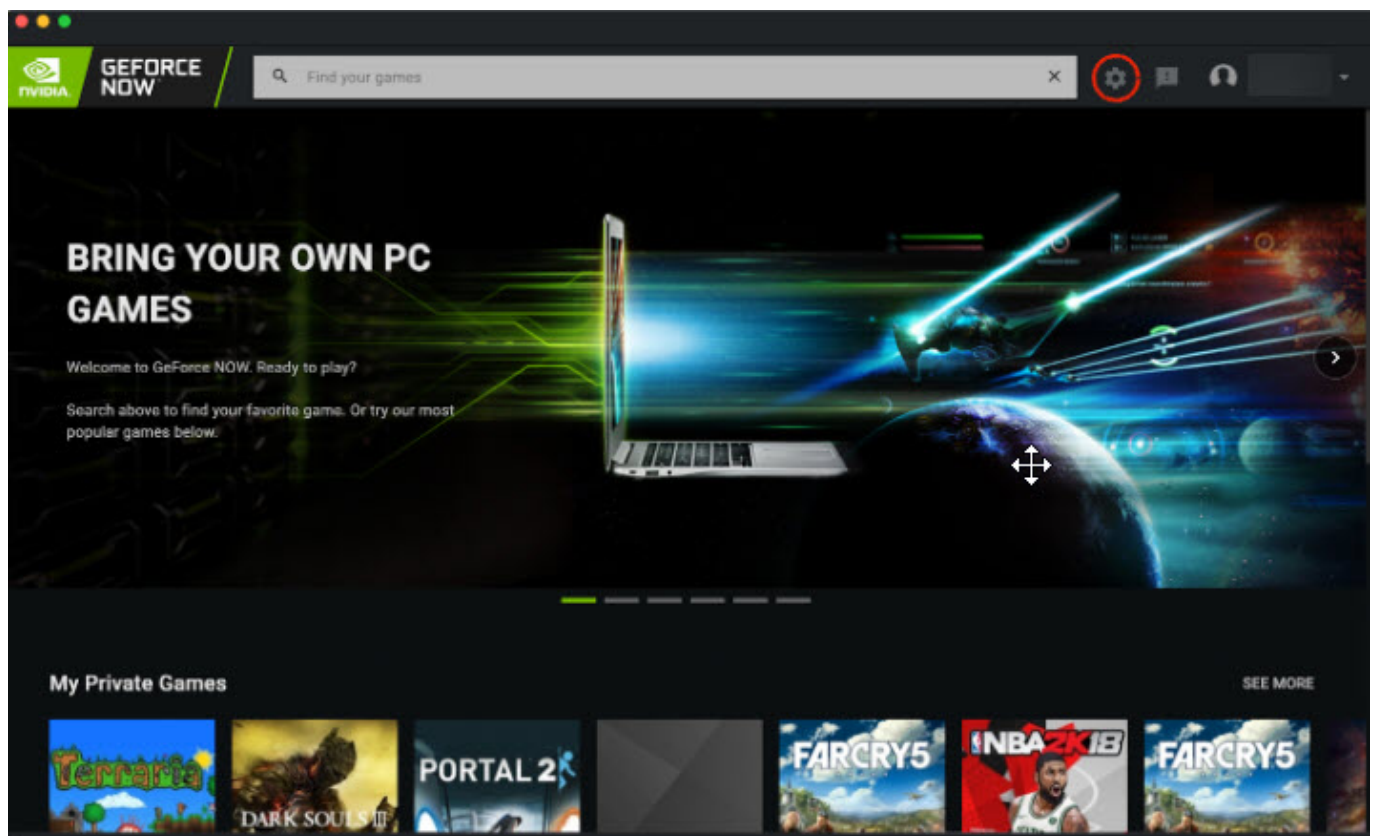 GEFORCE
NVIDIA.
NOW
Find your games
BRING YOUR OWN PC
GAMES
Welcome to GeForce NOW. Ready to play?
Search above to find your favorite game. Or try our most
popular games below.
My Private Games
SEE MORE
Terraria
DARK SOULS III
PORTAL 2
FARCRY5
NBA2K18
FARCRY5